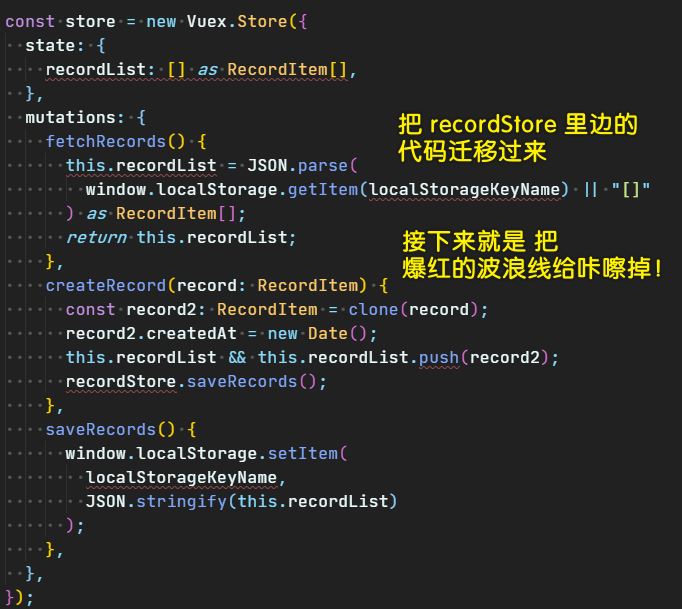 const store = new Vuex.Store({
state: {
recordList: [] as RecordItem[],
},
mutations: {
fetchRecords() {
this.recordList = JSON.parse(
window.localStorage.getItem(localStorageKeyName) || "[]"
) as RecordItem[];
return this.recordList;
},
createRecord(record: RecordItem) {
const record2: RecordItem = clone(record);
record2.createdAt = new Date();
this.recordList && this.recordList.push(record2);
recordStore.saveRecords();
},
saveRecords() {
window.localStorage.setItem(
localStorageKeyName,
JSON.stringify(this.recordList)
);
},
},
});
把 recordStore 里边的
代码迁移过来
接下来就是 把
爆红的波浪线给咔嚓掉！